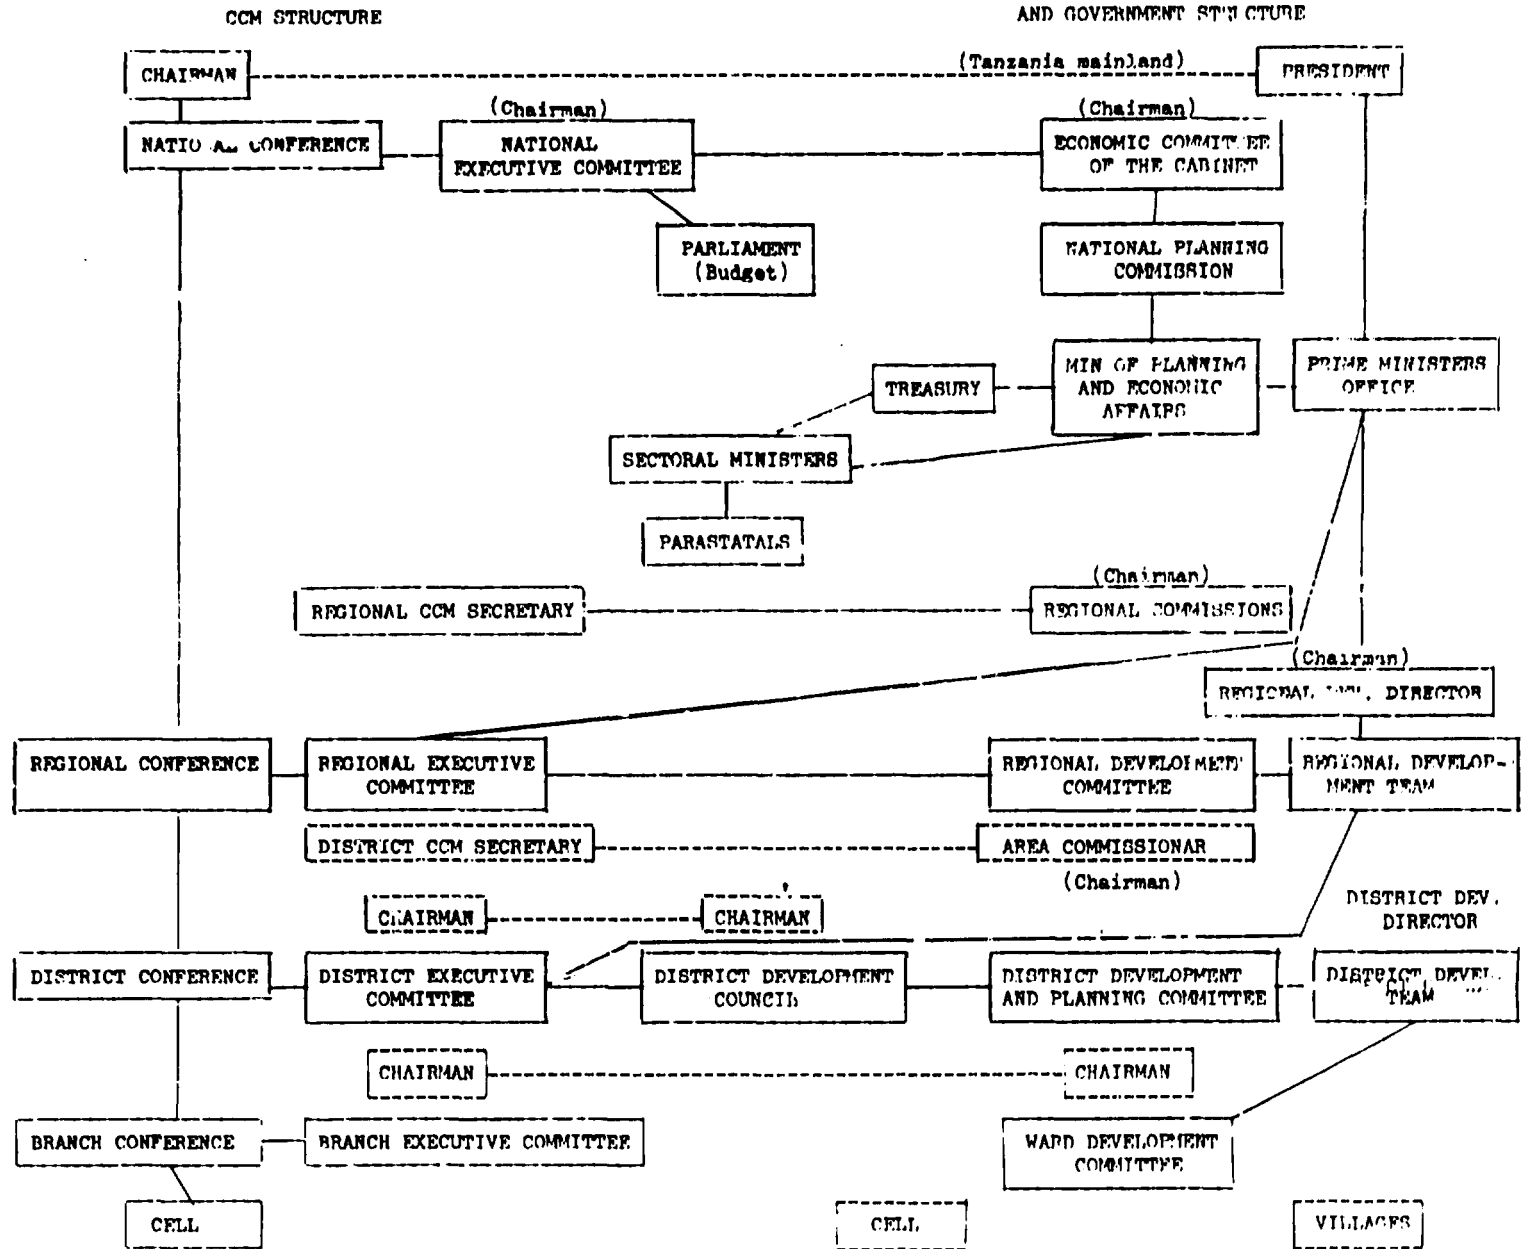 CCM STRUCTURE
AND GOVERNMENT STRUCTURE
CHAIRMAN
(Tanzania mainland)
PRESIDENT
(Chairman)
(Chairman)
NATIONAL CONFERENCE
NATIONAL
EXECUTIVE COMMITTEE
ECONOMIC COMMITTEE
OF THE CABINET
PARLIAMENT
(Budget)
NATIONAL PLANNING
COMMISSION
TREASURY
MIN OF PLANNING
AND ECONOMIC
AFFAIRS
PRIME MINISTERS
OFFICE
SECTORAL MINISTERS
PARASTATALS
(Chairman)
REGIONAL CCM SECRETARY
REGIONAL COMMISSIONS
(Chairman)
REGIONAL DIRECTOR
REGIONAL CONFERENCE
REGIONAL EXECUTIVE
COMMITTEE
REGIONAL DEVELOPMENT
COMMITTEE
REGIONAL DEVELOP-
MENT TEAM
DISTRICT CCM SECRETARY
AREA COMMISSIONAR
(Chairman)
CHAIRMAN
CHAIRMAN
DISTRICT DEV.
DIRECTOR
DISTRICT CONFERENCE
DISTRICT EXECUTIVE
COMMITTEE
DISTRICT DEVELOPMENT
COUNCIL
DISTRICT DEVELOPMENT
AND PLANNING COMMITTEE
DISTRICT DEVEL.
TEAM
CHAIRMAN
CHAIRMAN
BRANCH CONFERENCE
BRANCH EXECUTIVE COMMITTEE
WARD DEVELOPMENT
COMMITTEE
CELL
CELL
VILLAGES